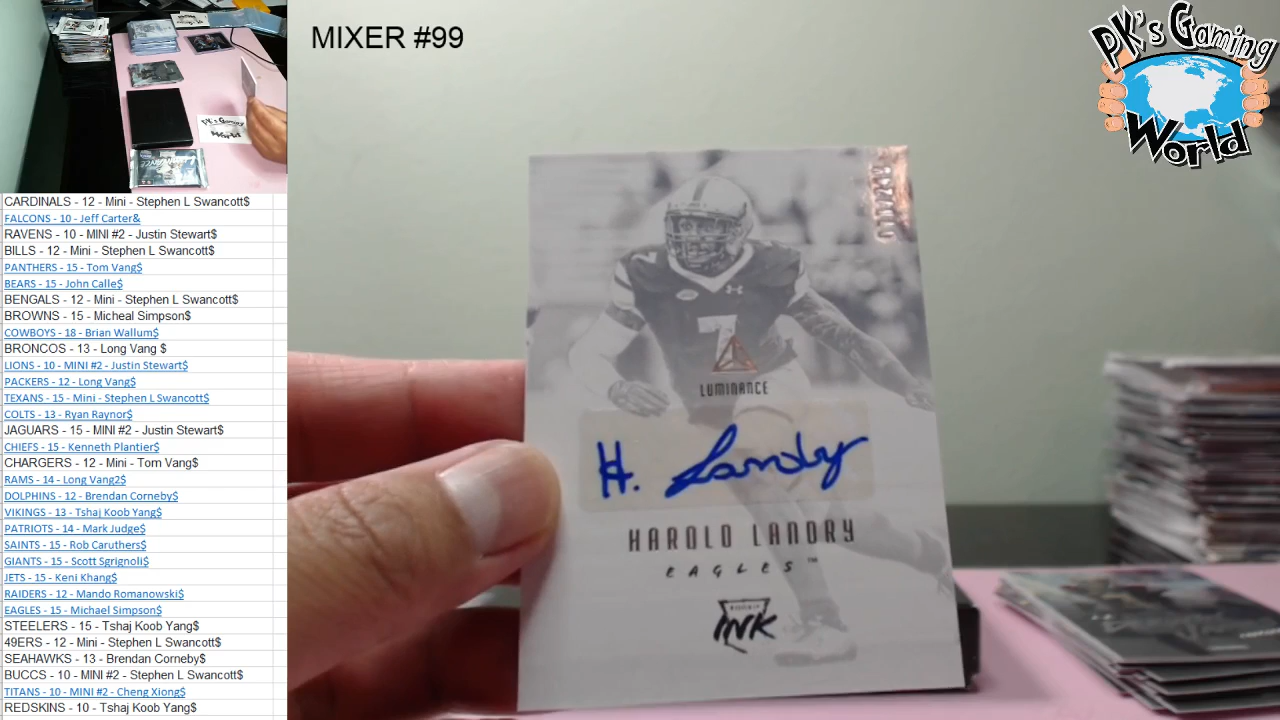 MIXER #99
PK's Gaming
World
CARDINALS - 12 - Mini - Stephen L Swancott$
FALCONS - 10 - Jeff Carter&
RAVENS - 10 - MINI #2 - Justin Stewart$
BILLS - 12 - Mini - Stephen L Swancott$
PANTHERS - 15 - Tom Vang$
BEARS - 15 - John Calle$
BENGALS - 12 - Mini - Stephen L Swancott$
BROWNS - 15 - Micheal Simpson$
COWBOYS - 18 - Brian Wallum$
BRONCOS - 13 - Long Vang $
LIONS - 10 - MINI #2 - Justin Stewart$
PACKERS - 12 - Long Vang$
TEXANS - 15 - Mini - Stephen L Swancott$
COLTS - 13 - Ryan Raynor$
JAGUARS - 15 - MINI #2 - Justin Stewart$
CHIEFS - 15 - Kenneth Plantier$
CHARGERS - 12 - Mini - Tom Vang$
RAMS - 14 - Long Vang2$
DOLPHINS - 12 - Brendan Corneby$
VIKINGS - 13 - Tshaj Koob Yang$
PATRIOTS - 14 - Mark Judge$
SAINTS - 15 - Rob Caruthers$
GIANTS - 15 - Scott Sgrignoli$
JETS - 15 - Keni Khang$
RAIDERS - 12 - Mando Romanowski$
EAGLES - 15 - Michael Simpson$
STEELERS - 15 - Tshaj Koob Yang$
49ERS - 12 - Mini - Stephen L Swancott$
SEAHAWKS - 13 - Brendan Corneby$
BUCCS - 10 - MINI #2 - Stephen L Swancott$
TITANS - 10 - MINI #2 - Cheng Xiong$
REDSKINS - 10 - Tshaj Koob Yang$
7
LUMINANCE
H. Landry
HAROLD LANDRY
EAGLES™
INK